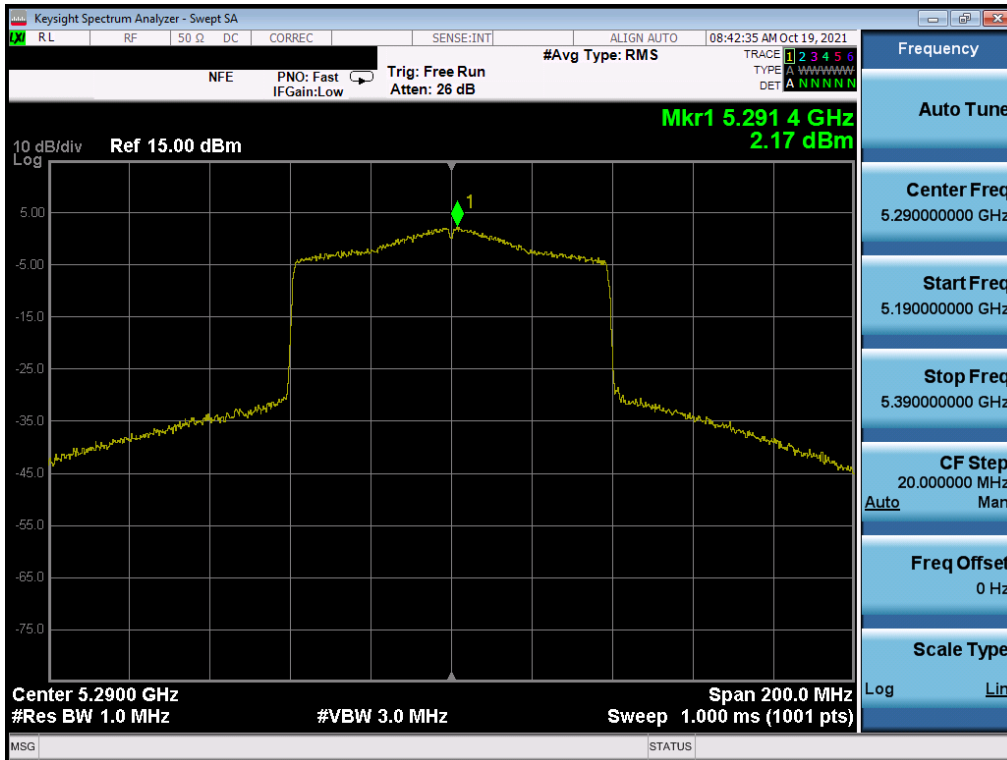 Keysight Spectrum Analyzer - Swept SA
LXI RL RF 50 Ω DC CORREC SENSE:INT ALIGN AUTO 08:42:35 AM Oct 19, 2021
Frequency
#Avg Type: RMS
TRACE 1 2 3 4 5 6
NFE PNO: Fast Trig: Free Run TYPE A WWWWW
IFGain:Low Atten: 26 dB DET A N N N N N
Auto Tune
Mkr1 5.291 4 GHz
2.17 dBm
10 dB/div Ref 15.00 dBm
Log
1
5.00
-5.00
-15.0
-25.0
-35.0
-45.0
-55.0
-65.0
-75.0
Center 5.2900 GHz Span 200.0 MHz
#Res BW 1.0 MHz #VBW 3.0 MHz Sweep 1.000 ms (1001 pts)
Center Freq
5.290000000 GHz
Start Freq
5.190000000 GHz
Stop Freq
5.390000000 GHz
CF Step
20.000000 MHz
Auto Man
Freq Offset
0 Hz
Scale Type
Log Lin
MSG STATUS